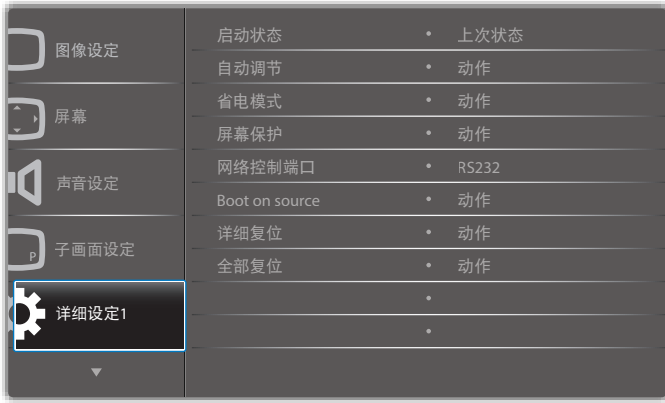 图像设定
屏幕
声音设定
子画面设定
P
详细设定1
启动状态 • 上次状态
自动调节 • 动作
省电模式 • 动作
屏幕保护 • 动作
网络控制端口 • RS232
Boot on source • 动作
详细复位 • 动作
全部复位 • 动作
•
•